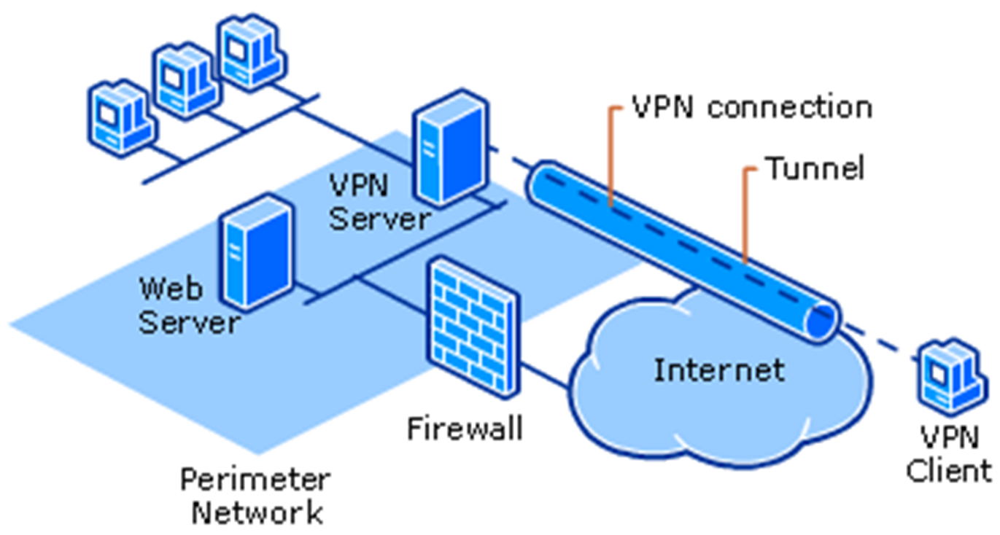 VPN connection
Tunnel
VPN
Server
Web
Server
Internet
Firewall
VPN
Client
Perimeter
Network